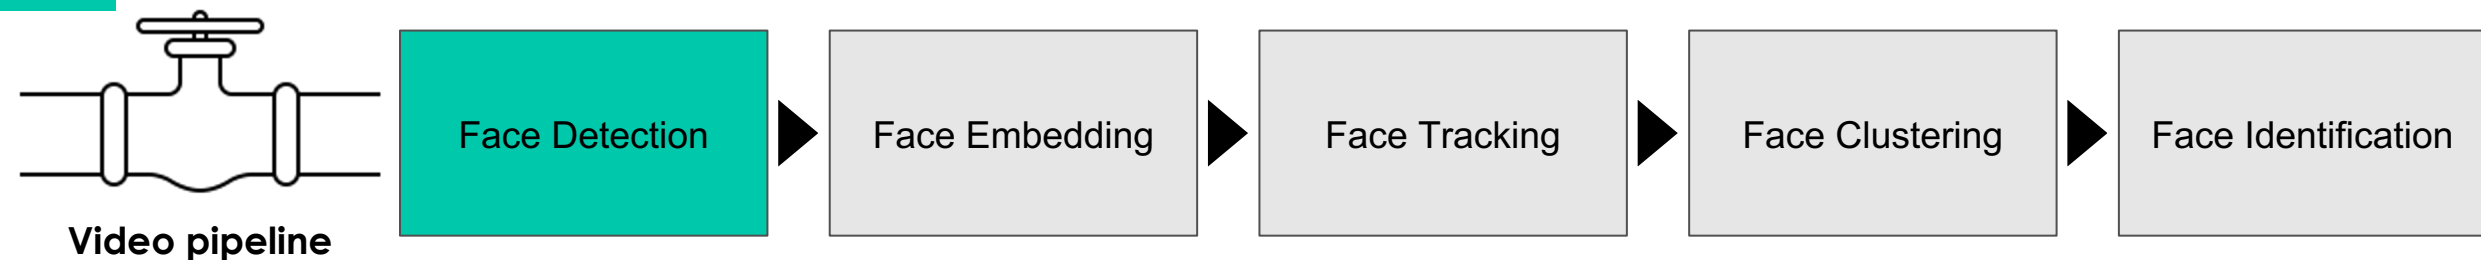 Face Detection
Face Embedding
Face Tracking
Face Clustering
Face Identification
Video pipeline